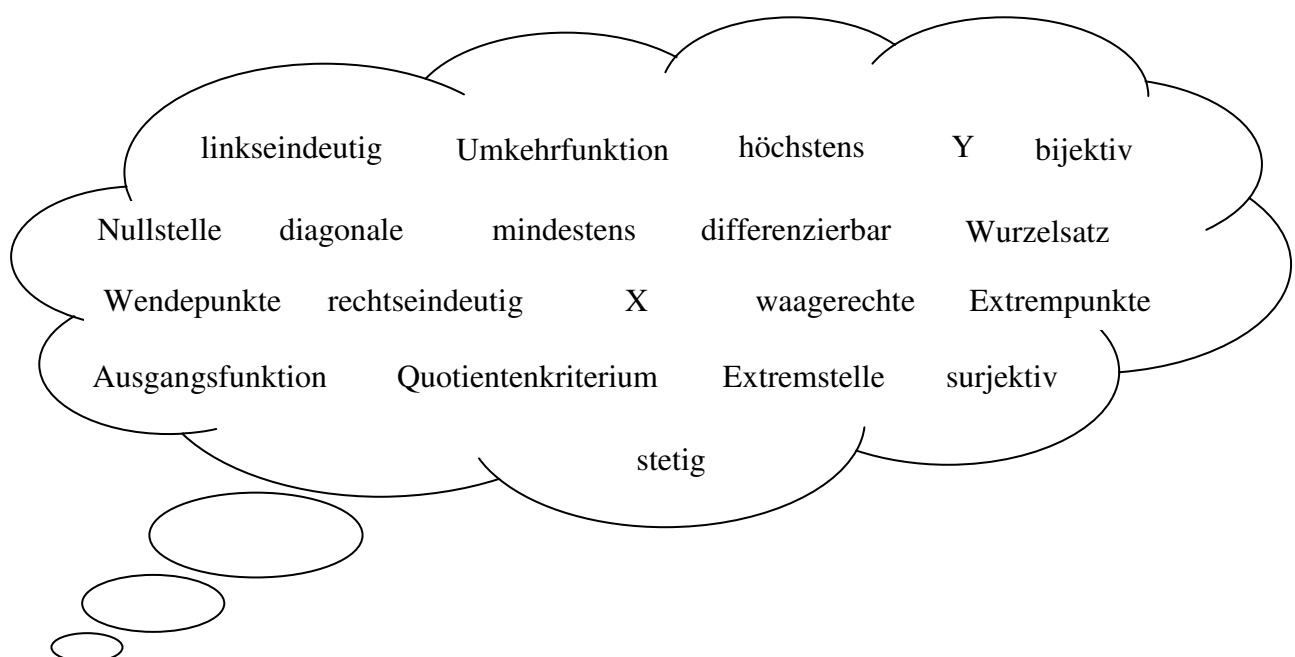 linkseindeutig Umkehrfunktion höchstens Y bijektiv
Nullstelle diagonale mindestens differenzierbar Wurzelsatz
Wendepunkte rechtseindeutig X waagerechte Extrempunkte
Ausgangsfunktion Quotientenkriterium Extremstelle surjektiv
stetig